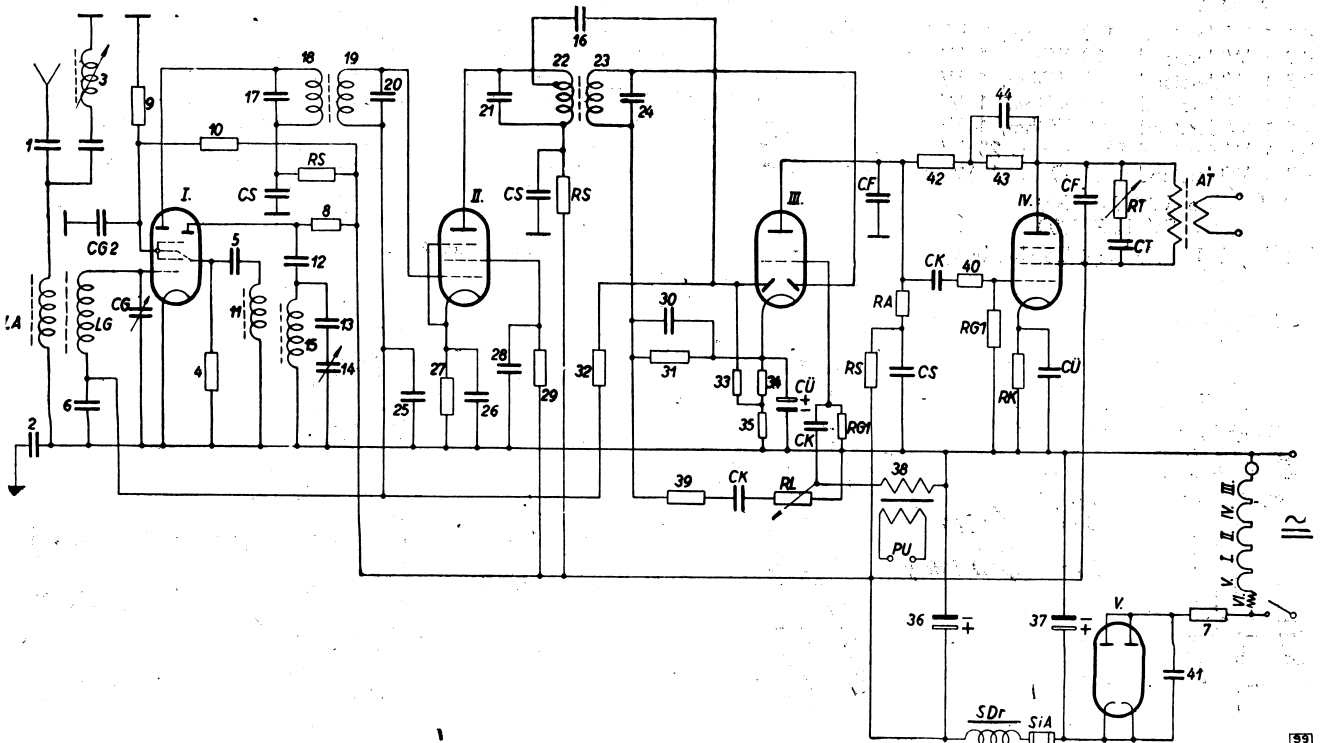 16
18
19
22
23
3
17
20
21
24
9
44
1
10
RS
CS
CS
RS
CF
42
43
CF
RT
AT
I.
II.
III.
IV.
8
CG2
5
12
CT
CK
40
LA
LG
CG
11
15
13
14
30
RA
RG1
4
27
28
29
32
31
33
34
CÜ
+
-
RS
CS
RK
CÜ
6
25
26
35
CK
RG1
2
39
CK
RL
38
PU
V. I. II. IV. III.
VI.
36
-
+
37
-
+
V.
7
41
SDr
SiA
99